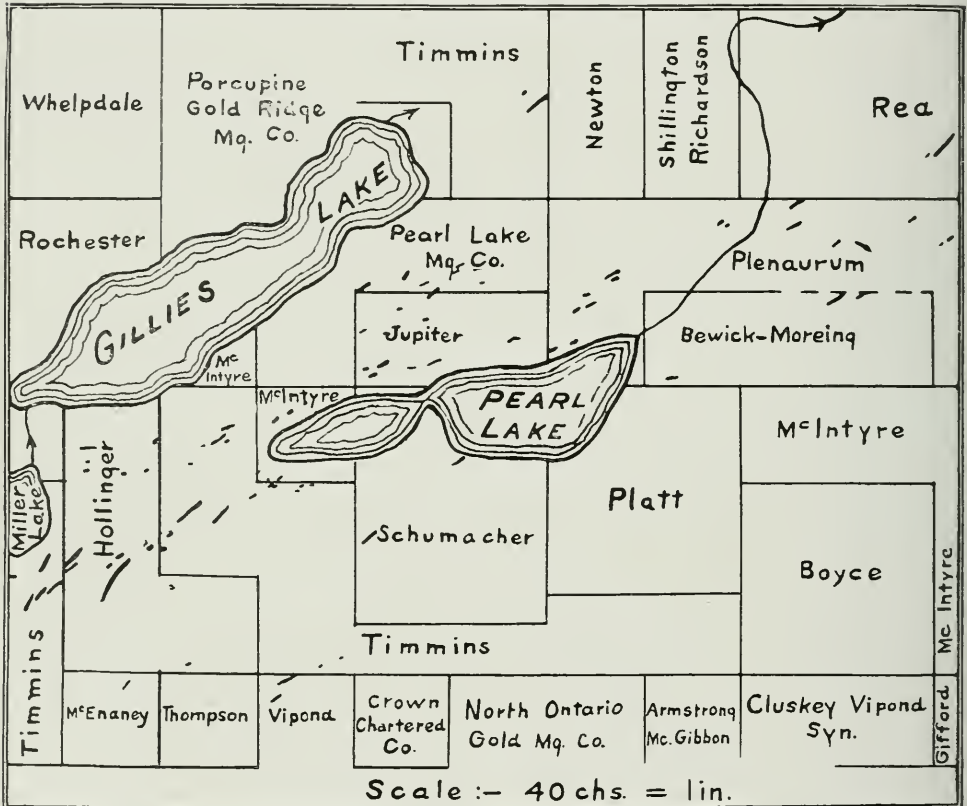 Timmins
Whelpdale
Porcupine
Gold Ridge
Mg. Co.
Newton
Shillington
Richardson
Rea
GILLIES LAKE
Rochester
Pearl Lake
Mg. Co.
Plenaurum
Jupiter
Bewick-Moreing
Mc
Intyre
McIntyre
PEARL
LAKE
McIntyre
Miller
Lake
Hollinger
Schumacher
Platt
Boyce
Mc Intyre
Timmins
Timmins
McEnaney
Thompson
Vipond
Crown
Chartered
Co.
North Ontario
Gold Mg. Co.
Armstrong
Mc. Gibbon
Cluskey Vipond
Syn.
Gifford
Scale:- 40 chs. = 1in.